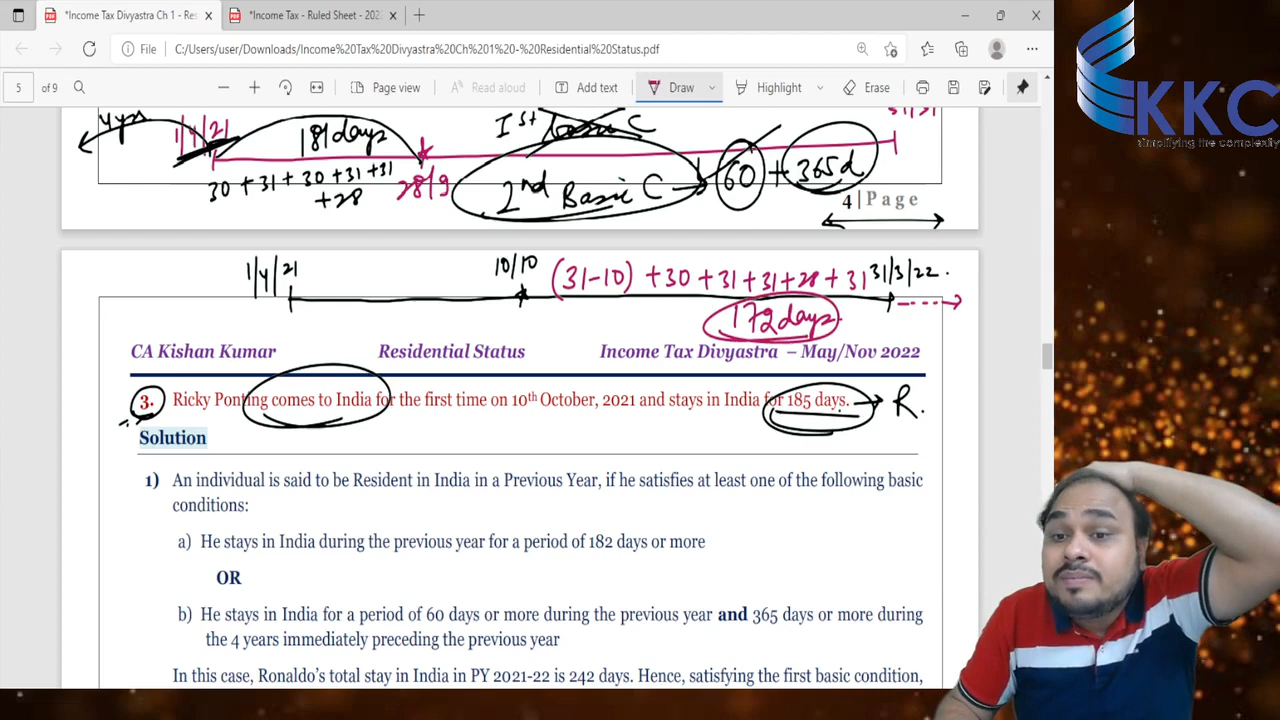 *Income Tax Divyastra Ch 1 - Res
*Income Tax - Ruled Sheet - 202
File
C:/Users/user/Downloads/Income%20Tax%20Divyastra%20Ch%201%20-%20Residential%20Status.pdf
5 of 9
Page view
Read aloud
Add text
Draw
Highlight
Erase
KKC
simplifying the complexity
4yrs
1/4/21
181 days
Ist basic C
30 + 31 + 30 + 31 + 31
+ 28
28/9
2nd Basic C → 60 + 365d
4 | Page
1/4/21
10/10
(31-10) + 30 + 31 + 31 + 28 + 31
31/3/22.
172 days
CA Kishan Kumar
Residential Status
Income Tax Divyastra – May/Nov 2022
3. Ricky Ponting comes to India for the first time on 10th October, 2021 and stays in India for 185 days. → R.
Solution
1) An individual is said to be Resident in India in a Previous Year, if he satisfies at least one of the following basic
conditions:
a) He stays in India during the previous year for a period of 182 days or more
OR
b) He stays in India for a period of 60 days or more during the previous year and 365 days or more during
the 4 years immediately preceding the previous year
In this case, Ronaldo's total stay in India in PY 2021-22 is 242 days. Hence, satisfying the first basic condition,